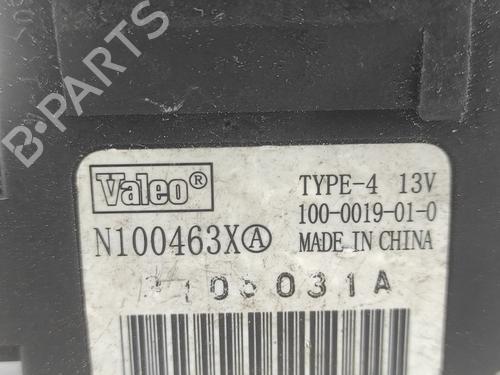 B-PARTS
Valeo®
TYPE-4 13V
100-0019-01-0
N100463XⒶ
MADE IN CHINA